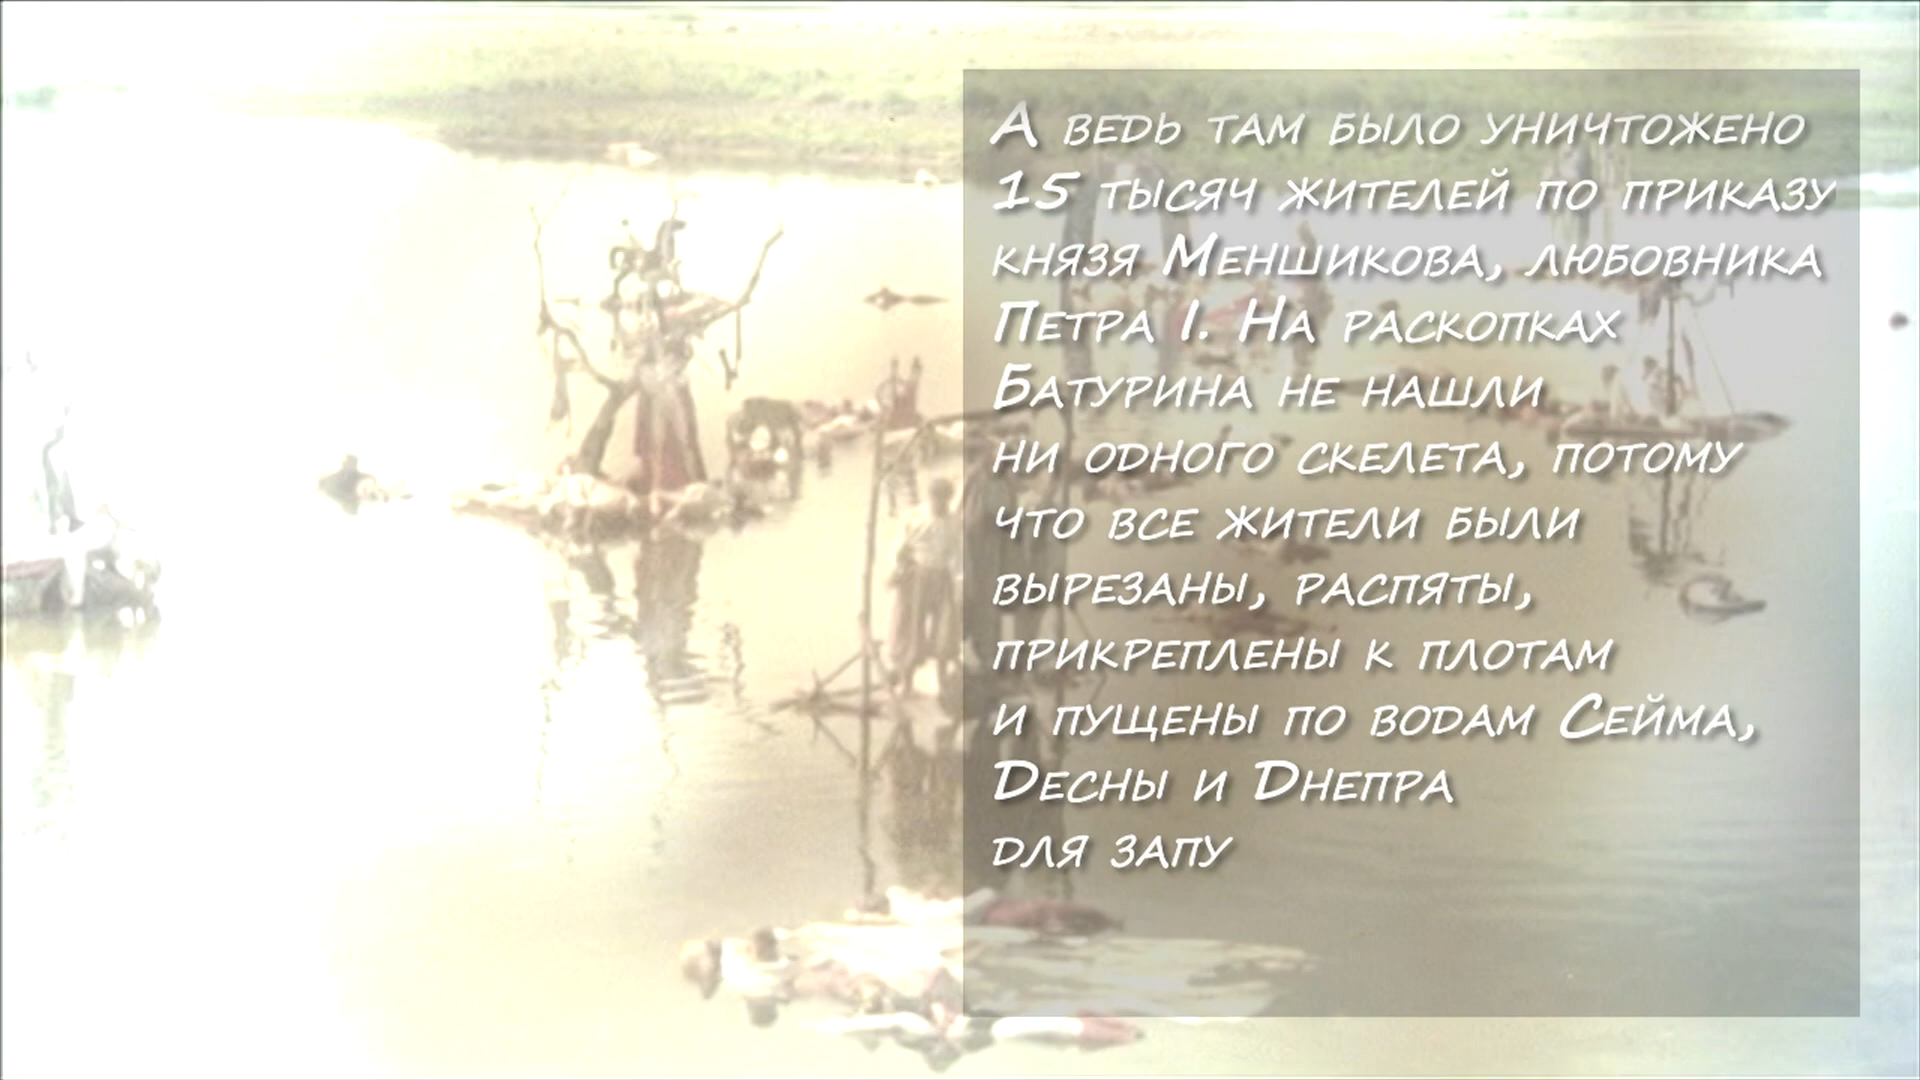 А ведь там было уничтожено
15 тысяч жителей по приказу
князя Меншикова, любовника
Петра I. На раскопках
Батурина не нашли
ни одного скелета, потому
что все жители были
вырезаны, распяты,
прикреплены к плотам
и пущены по водам Сейма,
Десны и Днепра
для запу